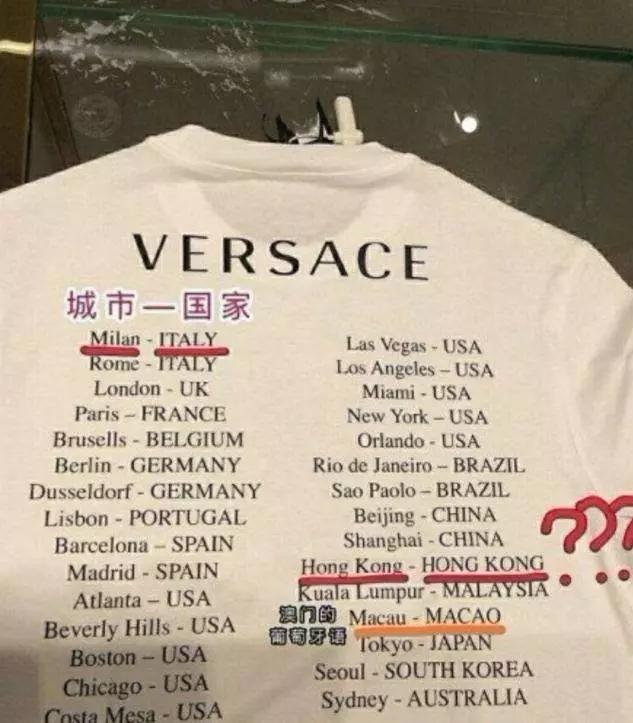 VERSACE
城市—国家
Milan - ITALY
Rome - ITALY
London - UK
Paris – FRANCE
Brusells - BELGIUM
Berlin - GERMANY
Dusseldorf - GERMANY
Lisbon - PORTUGAL
Barcelona – SPAIN
Madrid - SPAIN
Atlanta – USA
Beverly Hills - USA
Boston – USA
Chicago - USA
Costa Mesa - USA
Las Vegas - USA
Los Angeles – USA
Miami - USA
New York – USA
Orlando - USA
Rio de Janeiro – BRAZIL
Sao Paolo – BRAZIL
Beijing - CHINA
Shanghai - CHINA
Hong Kong - HONG KONG
???
Kuala Lumpur - MALAYSIA
澳门的
葡萄牙语
Macau - MACAO
Tokyo - JAPAN
Seoul - SOUTH KOREA
Sydney - AUSTRALIA